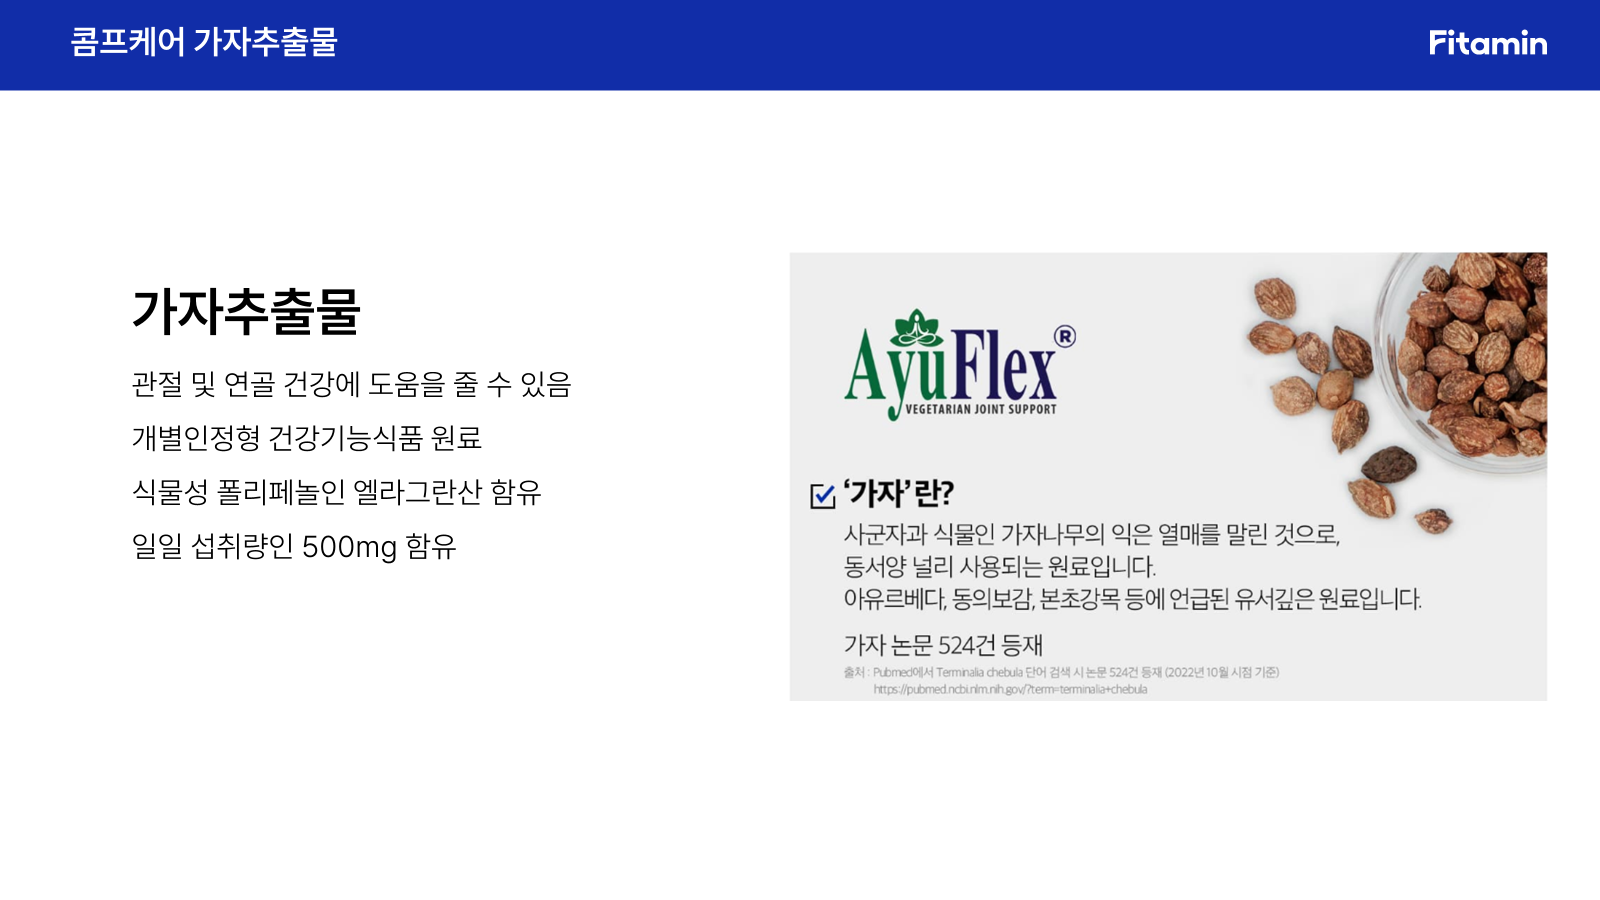 콤프케어 가자추출물
Fitamin
가자추출물
관절 및 연골 건강에 도움을 줄 수 있음
개별인정형 건강기능식품 원료
식물성 폴리페놀인 엘라그란산 함유
일일 섭취량인 500mg 함유
AyuFlex®
VEGETARIAN JOINT SUPPORT
‘가자’란?
사군자과 식물인 가자나무의 익은 열매를 말린 것으로,
동서양 널리 사용되는 원료입니다.
아유르베다, 동의보감, 본초강목 등에 언급된 유서깊은 원료입니다.
가자 논문 524건 등재
출처 : Pubmed에서 Terminalia chebula 단어 검색 시 논문 524건 등재 (2022년 10월 시점 기준)
https://pubmed.ncbi.nlm.nih.gov/?term=terminalia+chebula